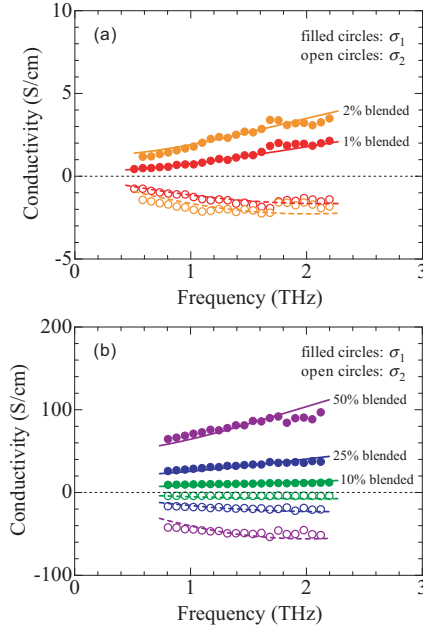 10
(a)
filled circles: σ1
open circles: σ2
5
2% blended
1% blended
0
-5
0
1
2
3
Conductivity (S/cm)
Frequency (THz)
200
(b)
filled circles: σ1
open circles: σ2
100
50% blended
25% blended
10% blended
0
-100
0
1
2
3
Conductivity (S/cm)
Frequency (THz)